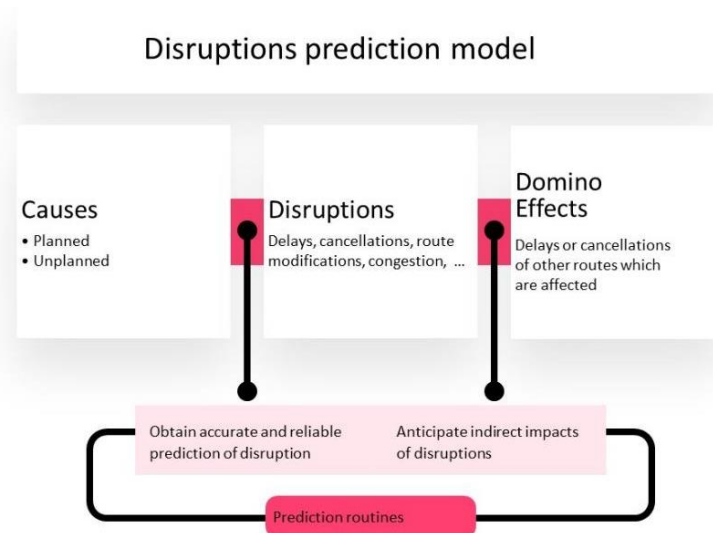 Disruptions prediction model
Causes
• Planned
• Unplanned
Disruptions
Delays, cancellations, route
modifications, congestion, ...
Domino
Effects
Delays or cancellations
of other routes which
are affected
Obtain accurate and reliable
prediction of disruption
Anticipate indirect impacts
of disruptions
Prediction routines